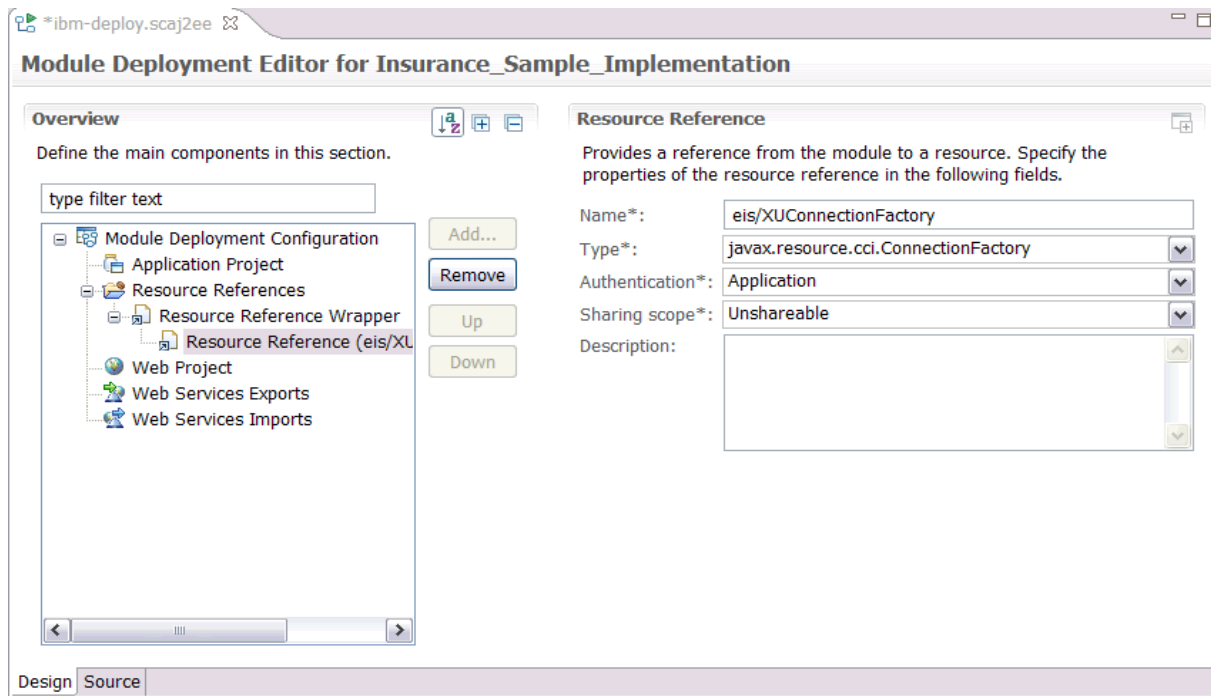 *ibm-deploy.scaj2ee
Module Deployment Editor for Insurance_Sample_Implementation
Overview
Define the main components in this section.
type filter text
Module Deployment Configuration
Application Project
Resource References
Resource Reference Wrapper
Resource Reference (eis/XU
Web Project
Web Services Exports
Web Services Imports
Add...
Remove
Up
Down
Resource Reference
Provides a reference from the module to a resource. Specify the
properties of the resource reference in the following fields.
Name*: eis/XUConnectionFactory
Type*: javax.resource.cci.ConnectionFactory
Authentication*: Application
Sharing scope*: Unshareable
Description:
Design Source